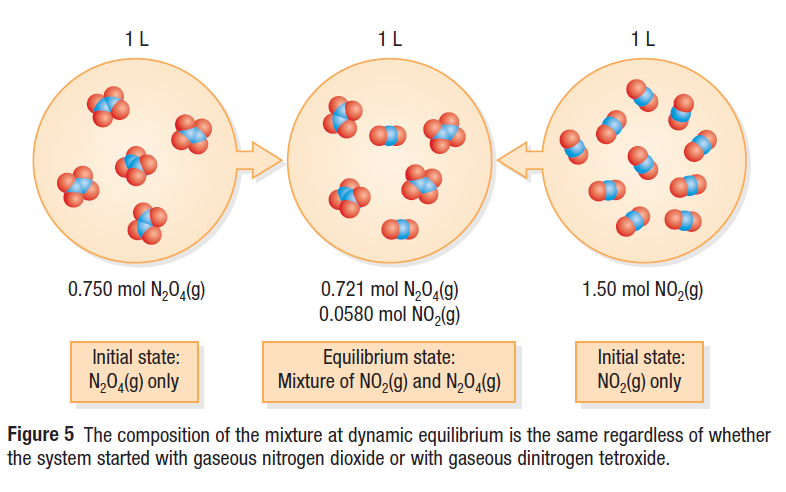 1 L
1 L
1 L
0.750 mol N₂O₄(g)
0.721 mol N₂O₄(g)
0.0580 mol NO₂(g)
1.50 mol NO₂(g)
Initial state:
N₂O₄(g) only
Equilibrium state:
Mixture of NO₂(g) and N₂O₄(g)
Initial state:
NO₂(g) only
Figure 5 The composition of the mixture at dynamic equilibrium is the same regardless of whether
the system started with gaseous nitrogen dioxide or with gaseous dinitrogen tetroxide.